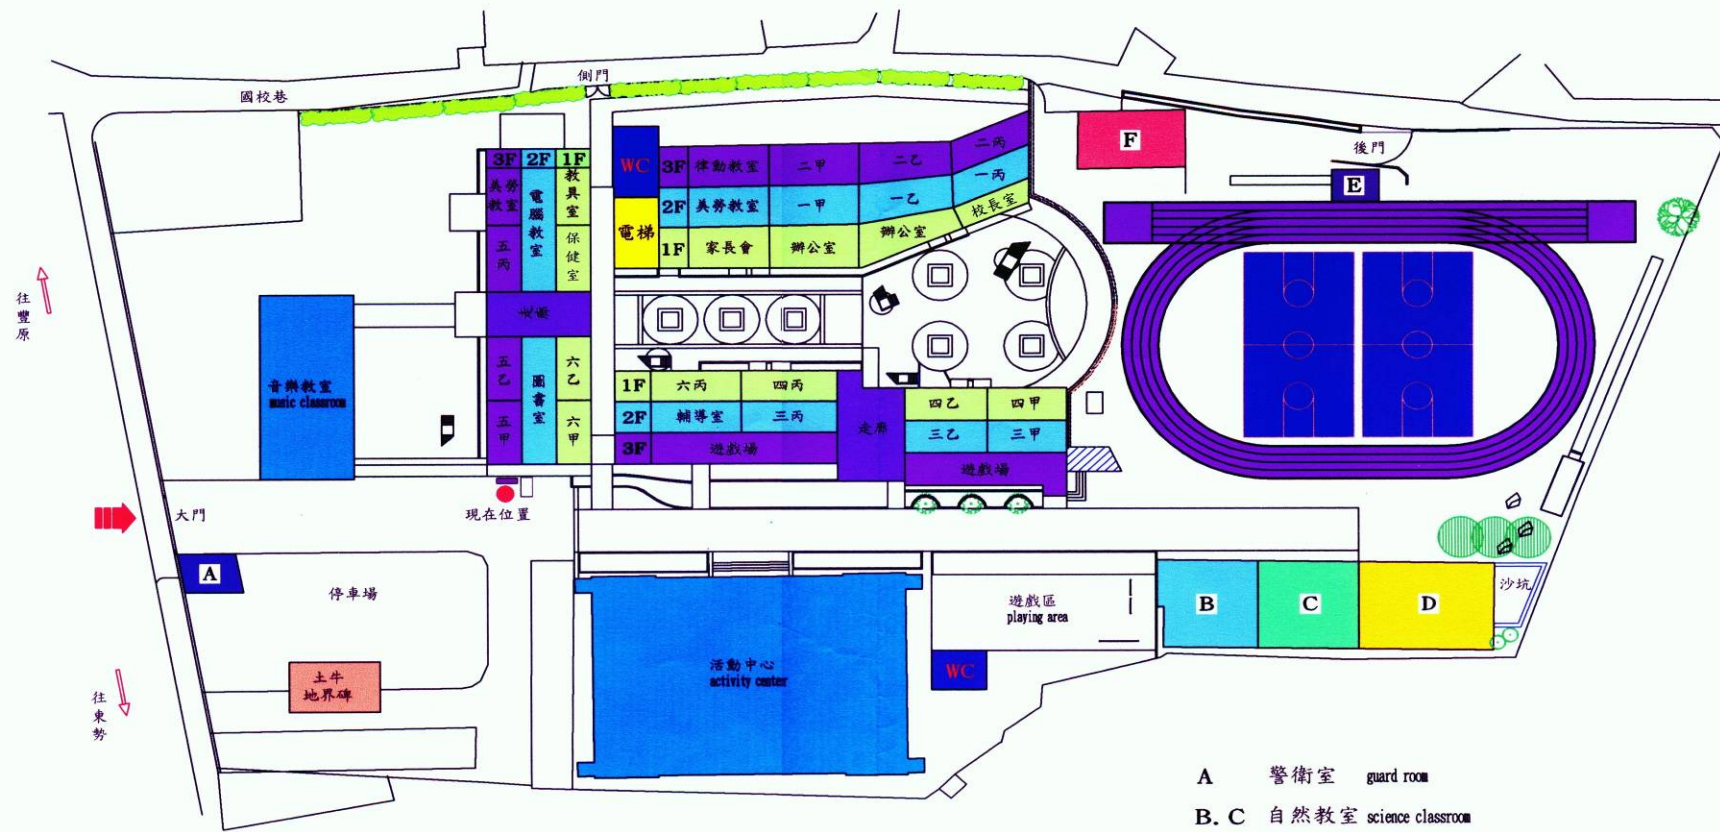 國校巷
側門
後門
F
E
往豐原
往東勢
3F 2F 1F
美勞教室
電腦教室
教具室
五丙
保健室
走廊
五乙
圖書室
六乙
五甲
六甲
WC
電梯
3F 律動教室 二甲 二乙 二丙
2F 美勞教室 一甲 一乙 一丙
1F 家長會 辦公室 辦公室 校長室
音樂教室
music classroom
1F 六丙 四丙
2F 輔導室 三丙
3F 遊戲場
走廊
四乙 四甲
三乙 三甲
遊戲場
大門
現在位置
A
停車場
土牛
地界碑
活動中心
activity center
遊戲區
playing area
WC
B
C
D
沙坑
A 警衛室 guard room
B. C 自然教室 science classroom